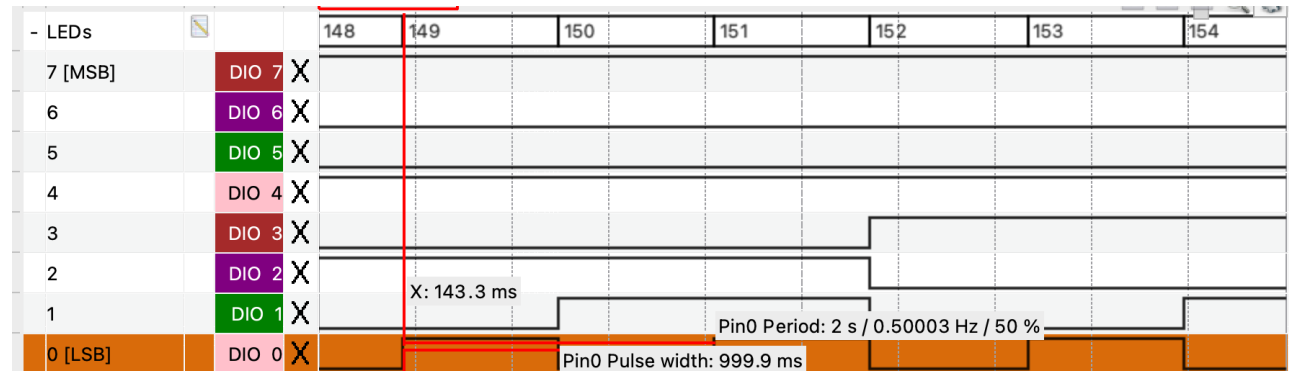 - LEDs 148 149 150 151 152 153 154
7 [MSB] DIO 7 X
6 DIO 6 X
5 DIO 5 X
4 DIO 4 X
3 DIO 3 X
2 DIO 2 X
X: 143.3 ms
1 DIO 1 X
Pin0 Period: 2 s / 0.50003 Hz / 50 %
0 [LSB] DIO 0 X
Pin0 Pulse width: 999.9 ms